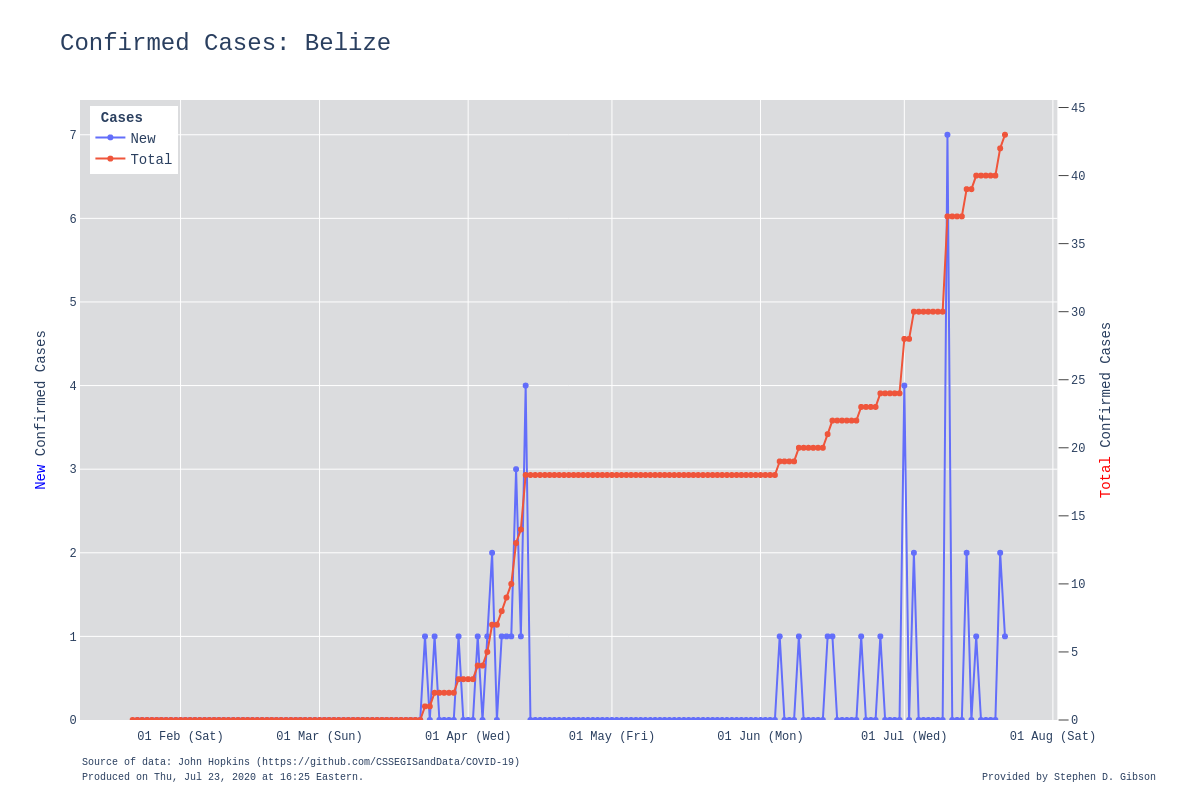 Confirmed Cases: Belize
Cases
New
Total
7
6
5
4
3
2
1
0
45
40
35
30
25
20
15
10
5
0
New Confirmed Cases
Total Confirmed Cases
01 Feb (Sat)
01 Mar (Sun)
01 Apr (Wed)
01 May (Fri)
01 Jun (Mon)
01 Jul (Wed)
01 Aug (Sat)
Source of data: John Hopkins (https://github.com/CSSEGISandData/COVID-19)
Produced on Thu, Jul 23, 2020 at 16:25 Eastern.
Provided by Stephen D. Gibson